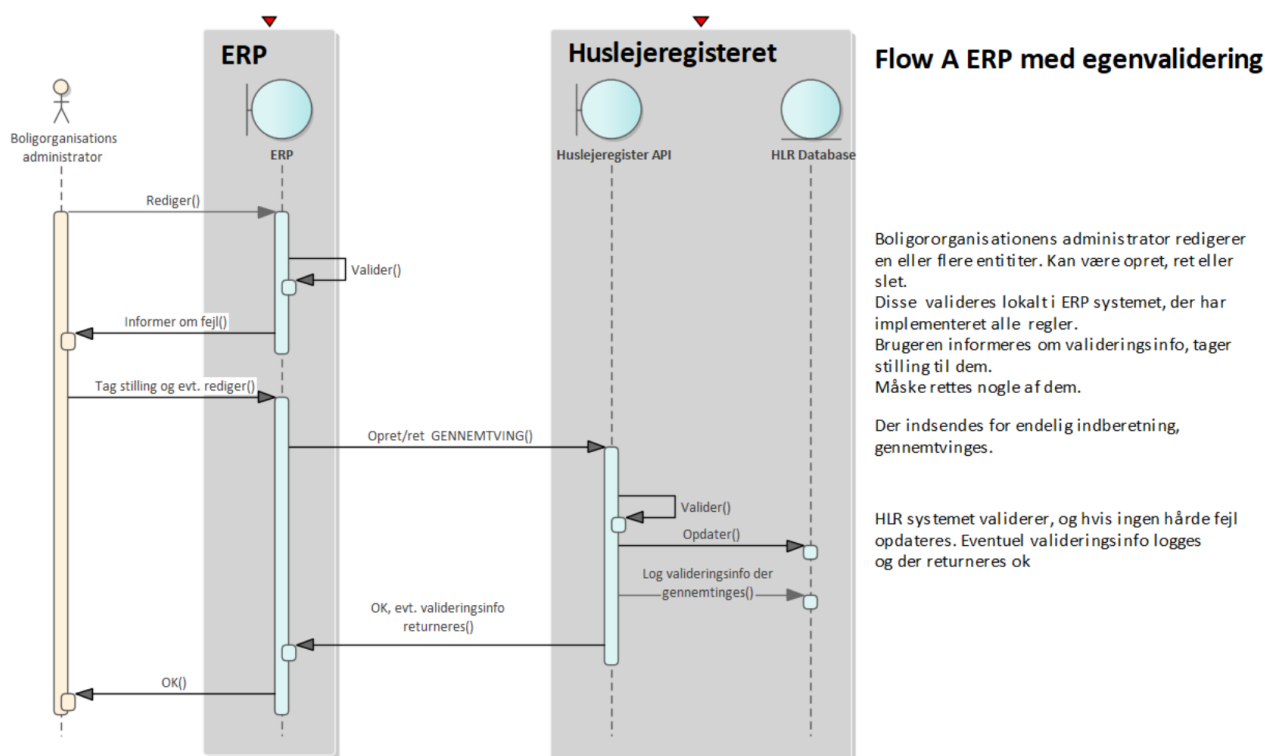 ERP
Huslejeregisteret
Flow A ERP med egenvalidering
Boligorganisations
administrator
ERP
Huslejeregister API
HLR Database
Rediger()
Valider()
Informer om fejl()
Tag stilling og evt. rediger()
Opret/ret GENNEMTVING()
Valider()
Opdater()
Log valideringsinfo der
gennemtinges()
OK, evt. valideringsinfo
returneres()
OK()
Boligororganisationens administrator redigerer
en eller flere entititer. Kan være opret, ret eller
slet.
Disse valideres lokalt i ERP systemet, der har
implementeret alle regler.
Brugeren informeres om valideringsinfo, tager
stilling til dem.
Måske rettes nogle af dem.
Der indsendes for endelig indberetning,
gennemtvinges.
HLR systemet validerer, og hvis ingen hårde fejl
opdateres. Eventuel valideringsinfo logges
og der returneres ok